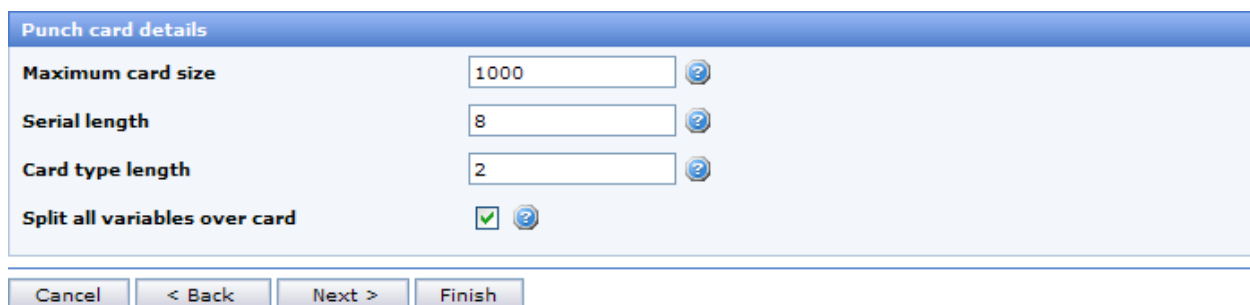 Punch card details
Maximum card size 1000
Serial length 8
Card type length 2
Split all variables over card
Cancel < Back Next > Finish